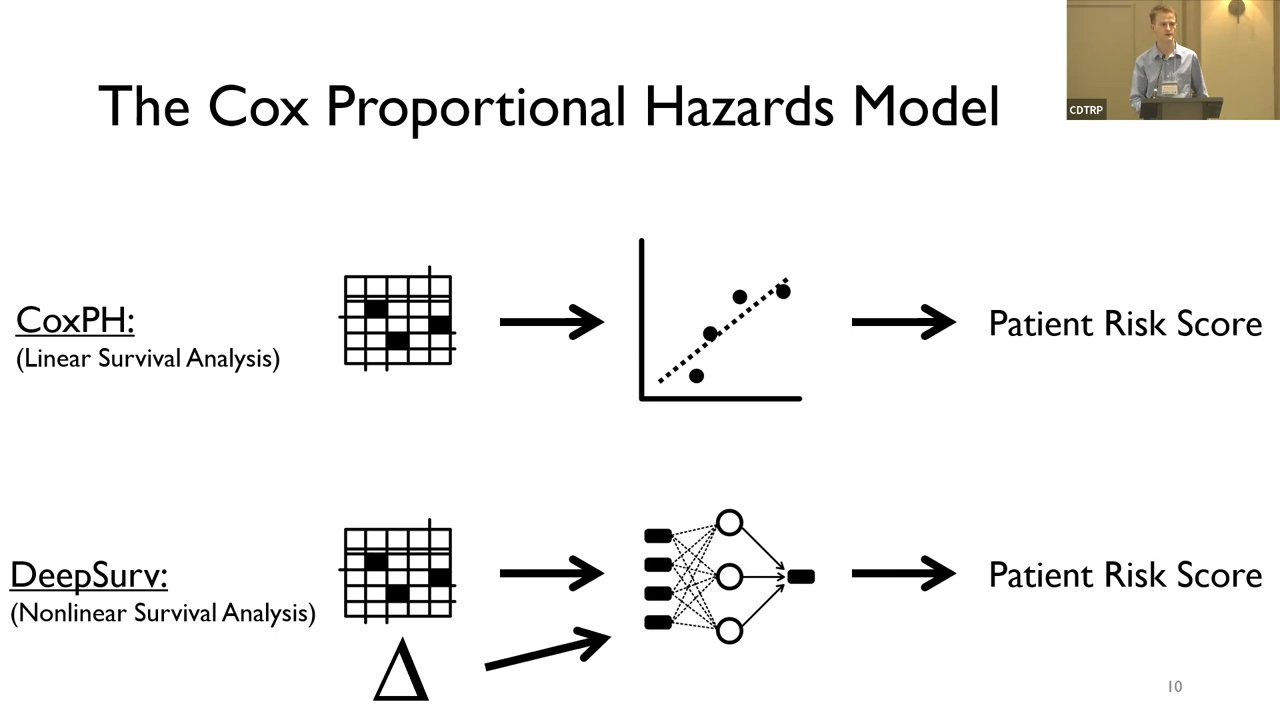 The Cox Proportional Hazards Model
CDTRP
CoxPH:
(Linear Survival Analysis)
Patient Risk Score
DeepSurv:
(Nonlinear Survival Analysis)
Patient Risk Score
Δ
10